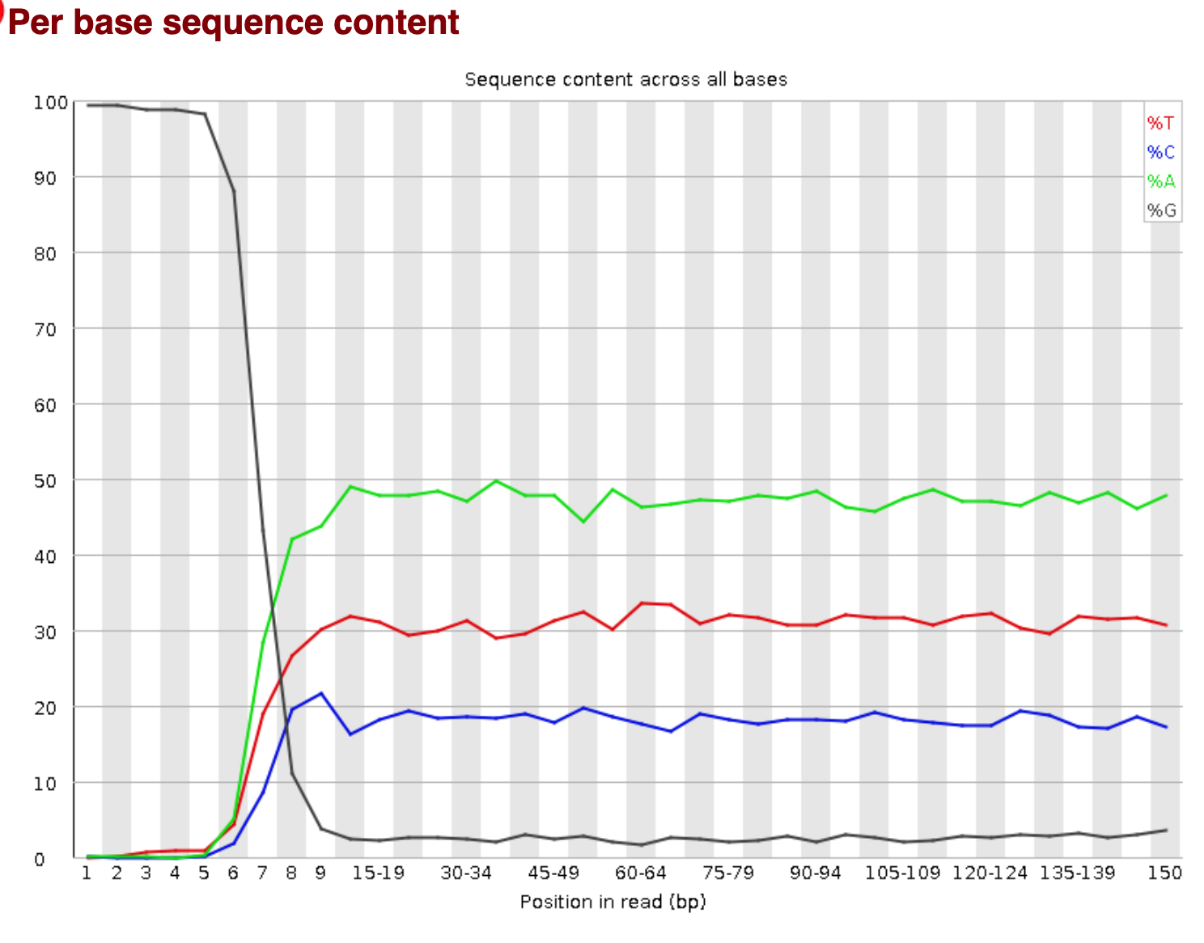 Per base sequence content
Sequence content across all bases
100
90
80
70
60
50
40
30
20
10
0
%T
%C
%A
%G
1 2 3 4 5 6 7 8 9 15-19 30-34 45-49 60-64 75-79 90-94 105-109 120-124 135-139 150
Position in read (bp)